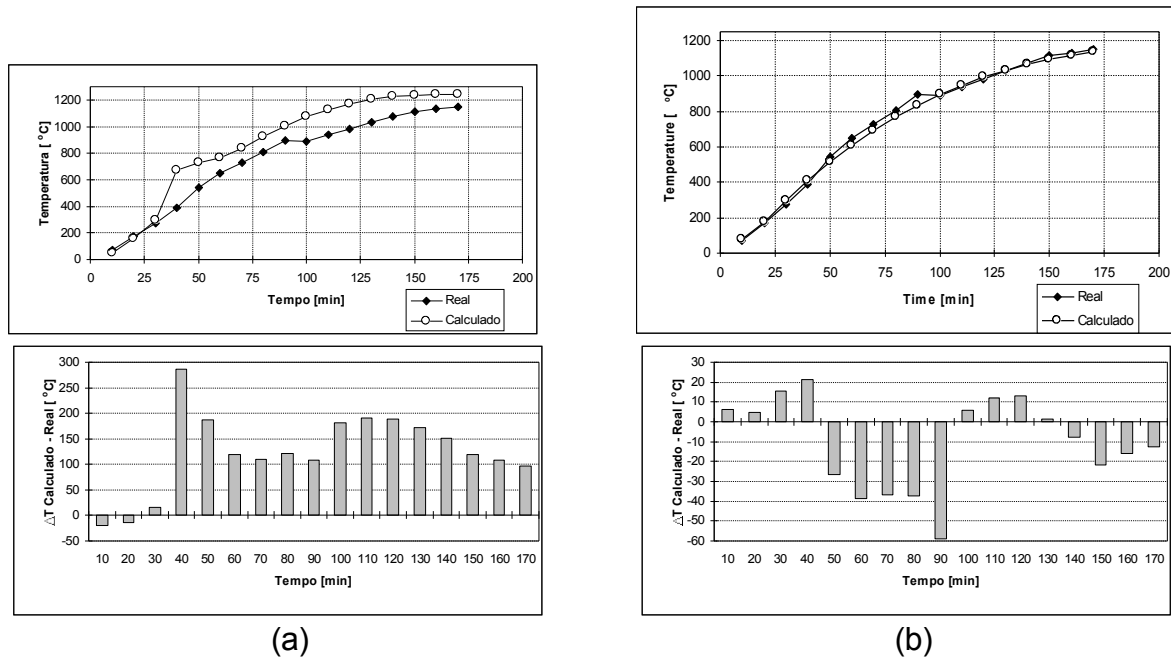 Temperatura [ °C]
1200
1000
800
600
400
200
0
0 25 50 75 100 125 150 175 200
Tempo [min]
Real
Calculado
△T Calculado - Real [ °C]
300
250
200
150
100
50
0
-50
10 20 30 40 50 60 70 80 90 100 110 120 130 140 150 160 170
Tempo [min]
(a)
Temperature [ °C]
1200
1000
800
600
400
200
0
0 25 50 75 100 125 150 175 200
Time [min]
Real
Calculado
△T Calculado - Real [ °C]
30
20
10
0
-10
-20
-30
-40
-50
-60
10 20 30 40 50 60 70 80 90 100 110 120 130 140 150 160 170
Tempo [min]
(b)